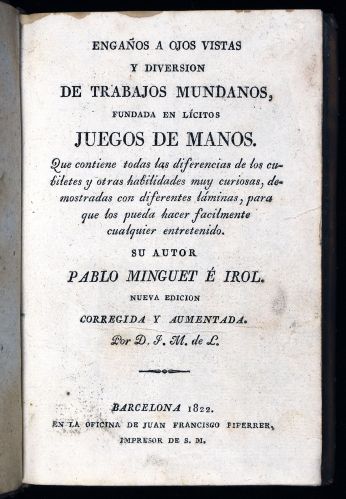 ENGAÑOS A OJOS VISTAS
Y DIVERSION
DE TRABAJOS MUNDANOS,
FUNDADA EN LÍCITOS
JUEGOS DE MANOS.
Que contiene todas las diferencias de los cu-
biletes y otras habilidades muy curiosas, de-
mostradas con diferentes láminas, para
que los pueda hacer facilmente
cualquier entretenido.
SU AUTOR
PABLO MINGUET É IROL.
NUEVA EDICION
CORREGIDA Y AUMENTADA.
Por D. J. M. de L.
BARCELONA 1822.
EN LA OFICINA DE JUAN FRANCISCO PIFERRER,
IMPRESOR DE S. M.